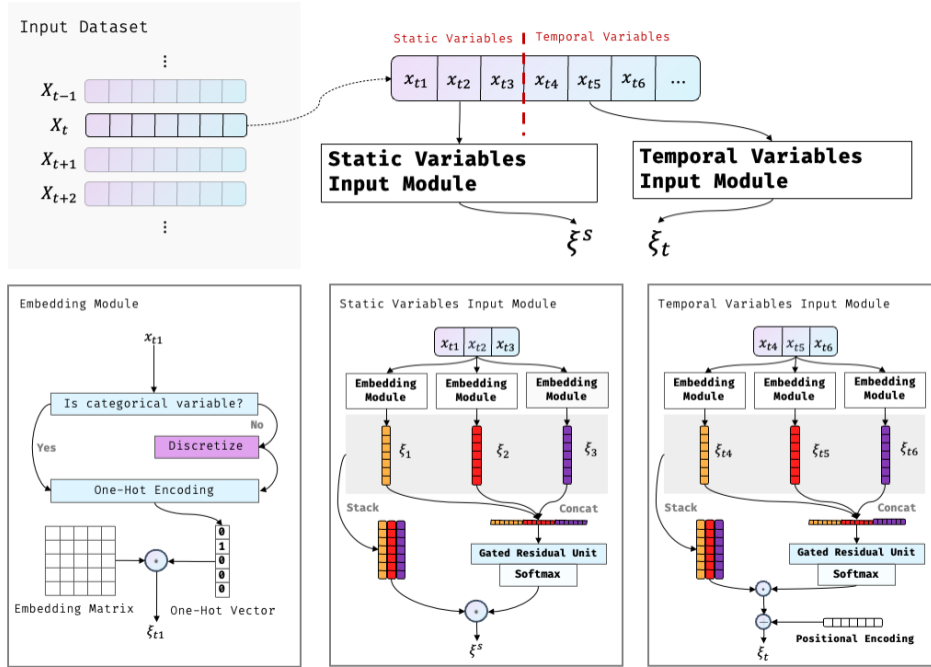 Input Dataset
⋮
X_{t−1}
X_t
X_{t+1}
X_{t+2}
⋮
Static Variables
Temporal Variables
x_{t1} x_{t2} x_{t3} x_{t4} x_{t5} x_{t6} ...
Static Variables
Input Module
Temporal Variables
Input Module
ξ^s
ξ_t
Embedding Module
x_{t1}
Is categorical variable?
No
Yes
Discretize
One-Hot Encoding
0
1
0
0
0
Embedding Matrix
One-Hot Vector
ξ_{t1}
Static Variables Input Module
x_{t1} x_{t2} x_{t3}
Embedding
Module
Embedding
Module
Embedding
Module
ξ_1
ξ_2
ξ_3
Stack
Concat
Gated Residual Unit
Softmax
ξ^s
Temporal Variables Input Module
x_{t4} x_{t5} x_{t6}
Embedding
Module
Embedding
Module
Embedding
Module
ξ_{t4}
ξ_{t5}
ξ_{t6}
Stack
Concat
Gated Residual Unit
Softmax
Positional Encoding
ξ_t